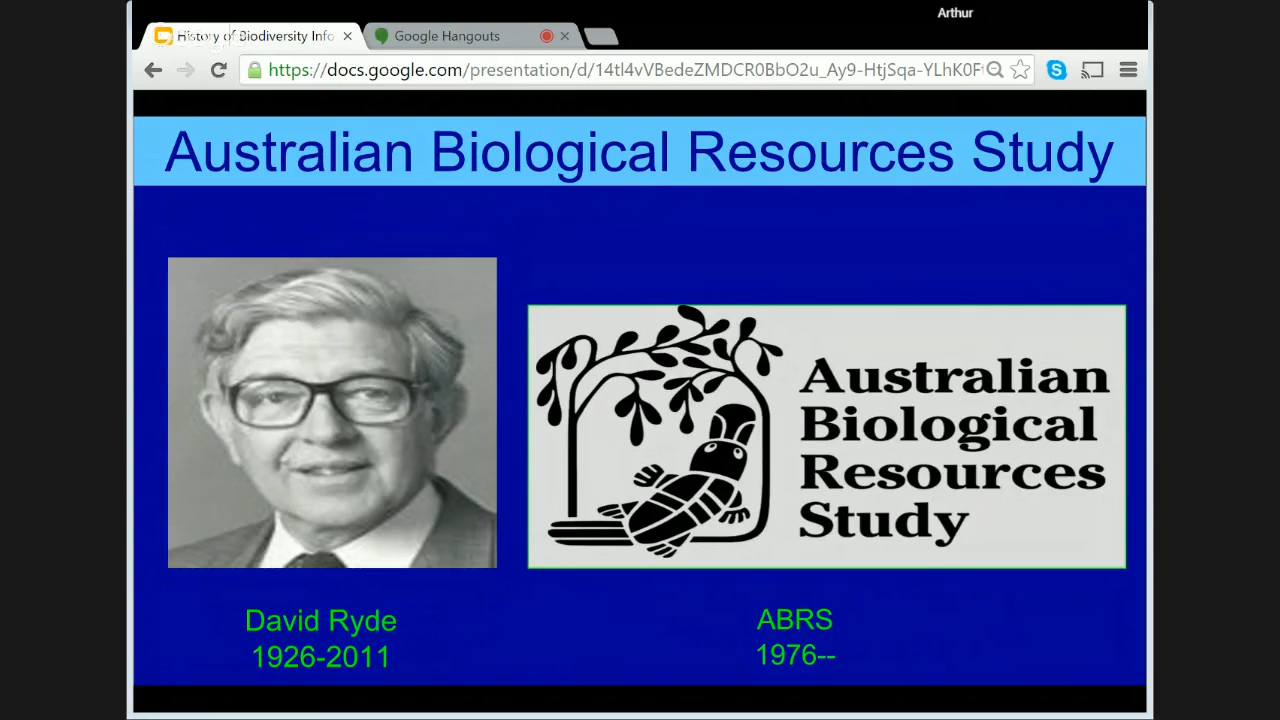 Arthur
History of Biodiversity Info
Google Hangouts
https://docs.google.com/presentation/d/14tl4vVBedeZMDCR0BbO2u_Ay9-HtjSqa-YLhK0F
Australian Biological Resources Study
Australian
Biological
Resources
Study
David Ryde
1926-2011
ABRS
1976--